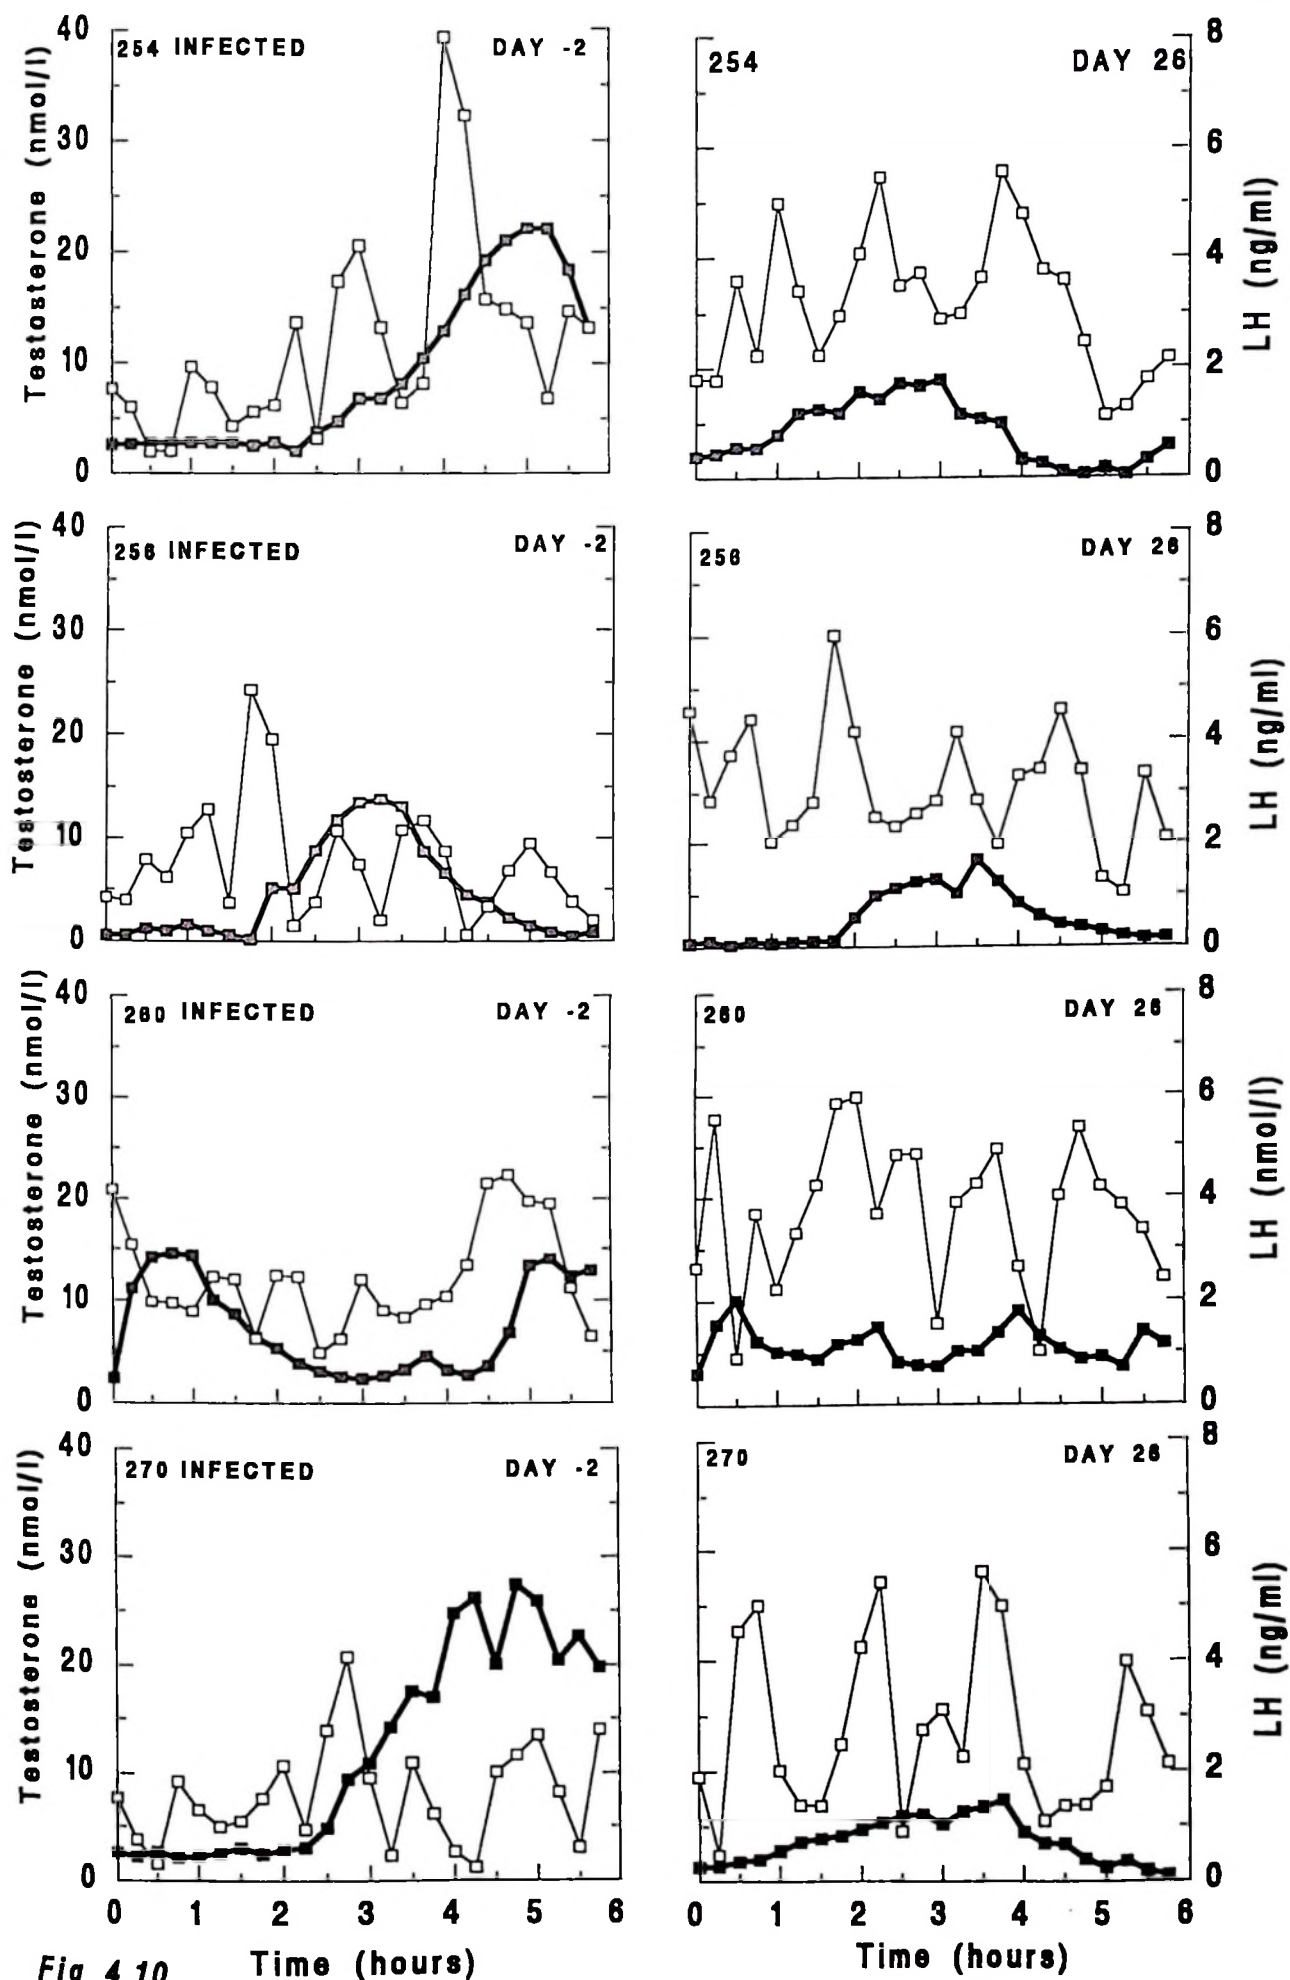 Testosterone (nmol/l)
40
30
20
10
0
254 INFECTED
DAY -2
254
DAY 26
8
6
4
2
0
LH (ng/ml)
Testosterone (nmol/l)
40
30
20
10
0
256 INFECTED
DAY -2
256
DAY 26
8
6
4
2
0
LH (ng/ml)
Testosterone (nmol/l)
40
30
20
10
0
260 INFECTED
DAY -2
260
DAY 26
8
6
4
2
0
LH (nmol/l)
Testosterone (nmol/l)
40
30
20
10
0
270 INFECTED
DAY -2
270
DAY 26
8
6
4
2
0
LH (ng/ml)
0 1 2 3 4 5 6
0 1 2 3 4 5 6
Time (hours)
Time (hours)
Fig 4.10